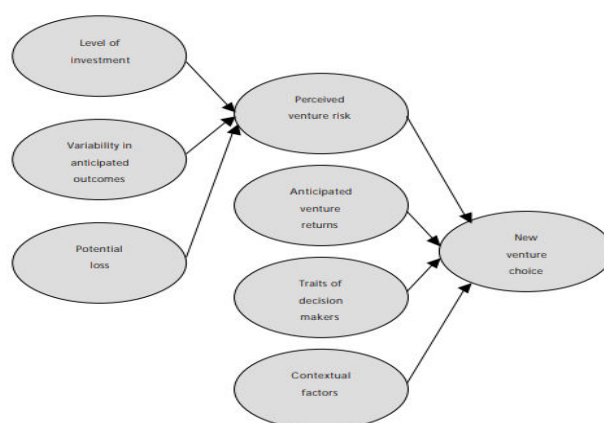 Level of
investment
Variability in
anticipated
outcomes
Potential
loss
Perceived
venture risk
Anticipated
venture
returns
Traits of
decision
makers
Contextual
factors
New
venture
choice